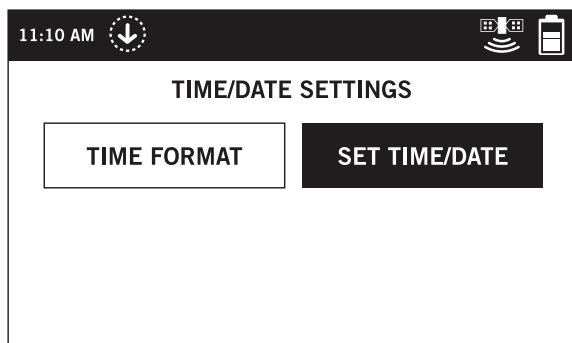 11:10 AM
TIME/DATE SETTINGS
TIME FORMAT SET TIME/DATE